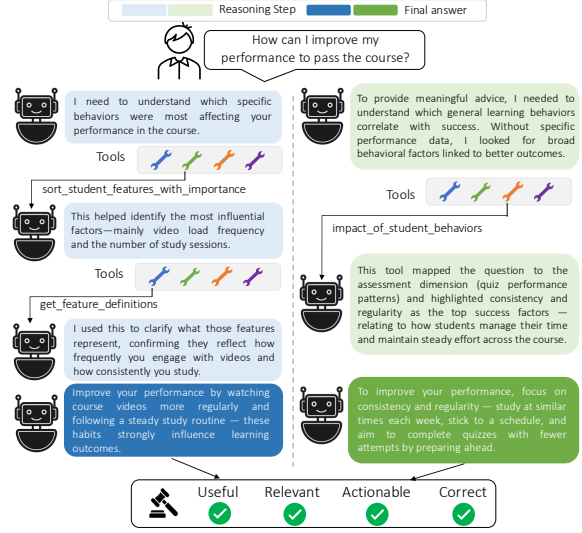 Reasoning Step
Final answer
How can I improve my
performance to pass the course?
I need to understand which specific
behaviors were most affecting your
performance in the course.
Tools
sort_student_features_with_importance
This helped identify the most influential
factors—mainly video load frequency
and the number of study sessions.
Tools
get_feature_definitions
I used this to clarify what those features
represent, confirming they reflect how
frequently you engage with videos and
how consistently you study.
Improve your performance by watching
course videos more regularly and
following a steady study routine — these
habits strongly influence learning
outcomes.
To provide meaningful advice, I needed to
understand which general learning behaviors
correlate with success. Without specific
performance data, I looked for broad
behavioral factors linked to better outcomes.
Tools
impact_of_student_behaviors
This tool mapped the question to the
assessment dimension (quiz performance
patterns) and highlighted consistency and
regularity as the top success factors —
relating to how students manage their time
and maintain steady effort across the course.
To improve your performance, focus on
consistency and regularity — study at similar
times each week, stick to a schedule, and
aim to complete quizzes with fewer
attempts by preparing ahead.
Useful
Relevant
Actionable
Correct